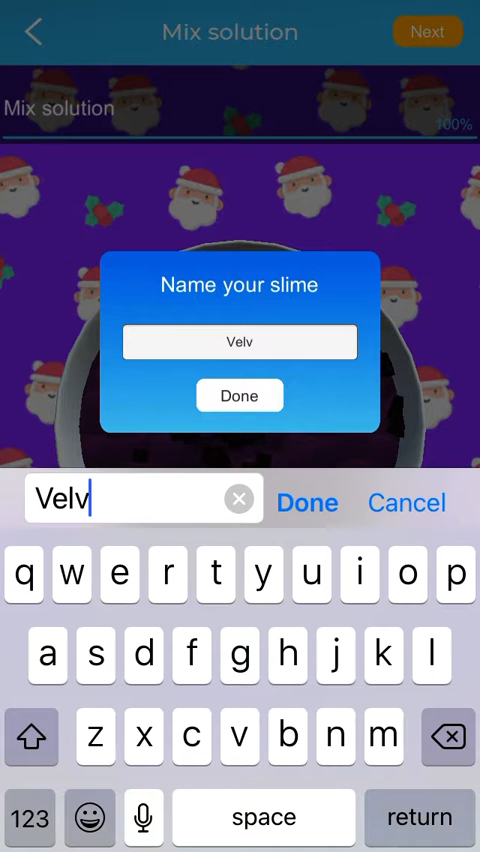 Mix solution
Next
Mix solution
100%
Name your slime
Velv
Done
Velv
Done
Cancel
q w e r t y u i o p
a s d f g h j k l
z x c v b n m
123
space
return